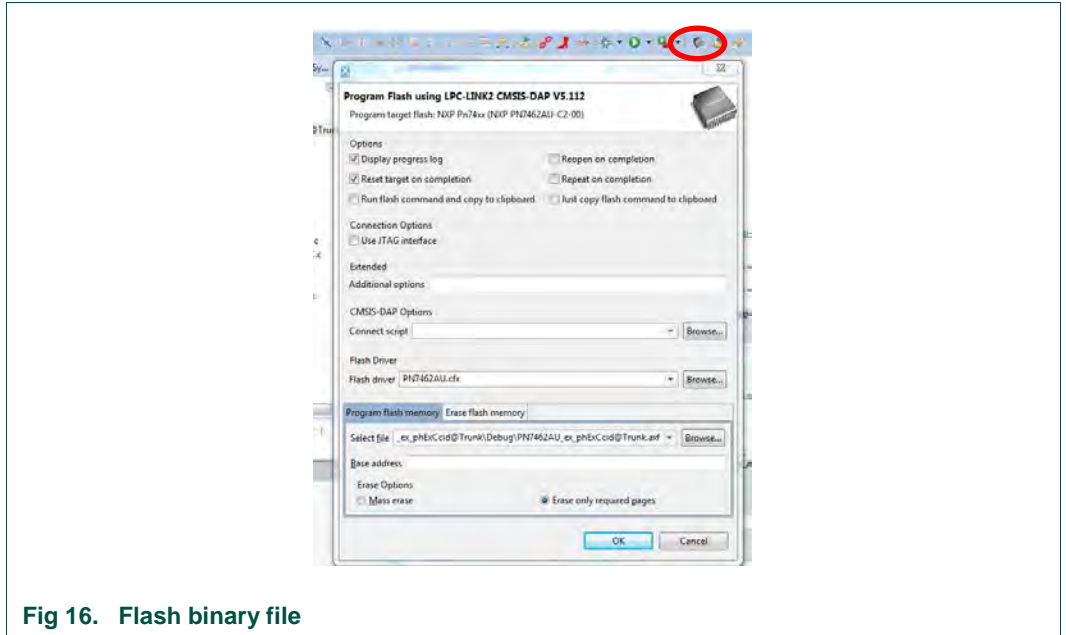 Sy...
Program Flash using LPC-LINK2 CMSIS-DAP V5.112
Program target flash: NXP Pn74xx (NXP PN7462AU-C2-00)
@Trun
Options
Display progress log Reopen on completion
Reset target on completion Repeat on completion
Run flash command and copy to clipboard Just copy flash command to clipboard
Connection Options
Use JTAG interface
Extended
Additional options
CMSIS-DAP Options
Connect script Browse...
Flash Driver
Flash driver PN7462AU.cfx Browse...
Program flash memory Erase flash memory
Select file _ex_phExCcid@Trunk\Debug\PN7462AU_ex_phExCcid@Trunk.axf Browse...
Base address
Erase Options
Mass erase Erase only required pages
OK Cancel
Fig 16. Flash binary file